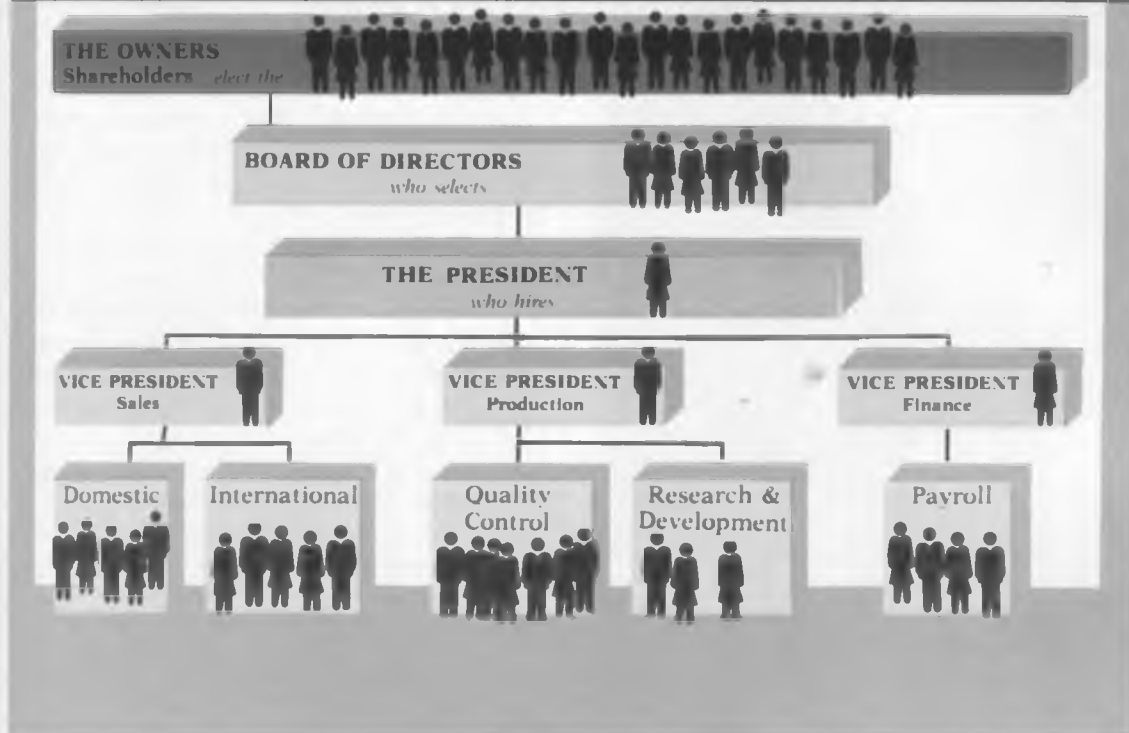 THE OWNERS
Shareholders elect the
BOARD OF DIRECTORS
who selects
THE PRESIDENT
who hires
VICE PRESIDENT
Sales
VICE PRESIDENT
Production
VICE PRESIDENT
Finance
Domestic
International
Quality
Control
Research &
Development
Payroll